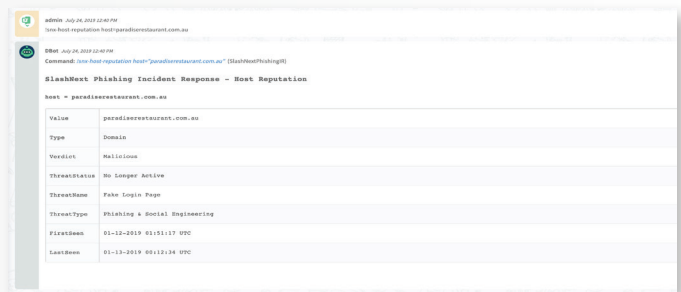 admin July 24, 2019 12:40 PM
!snx-host-reputation host=paradiserestaurant.com.au
DBot July 24, 2019 12:40 PM
Command: !snx-host-reputation host="paradiserestaurant.com.au" (SlashNextPhishingIR)
SlashNext Phishing Incident Response - Host Reputation
host = paradiserestaurant.com.au
Value paradiserestaurant.com.au
Type Domain
Verdict Malicious
ThreatStatus No Longer Active
ThreatName Fake Login Page
ThreatType Phishing & Social Engineering
FirstSeen 01-12-2019 01:51:17 UTC
LastSeen 01-13-2019 00:12:34 UTC